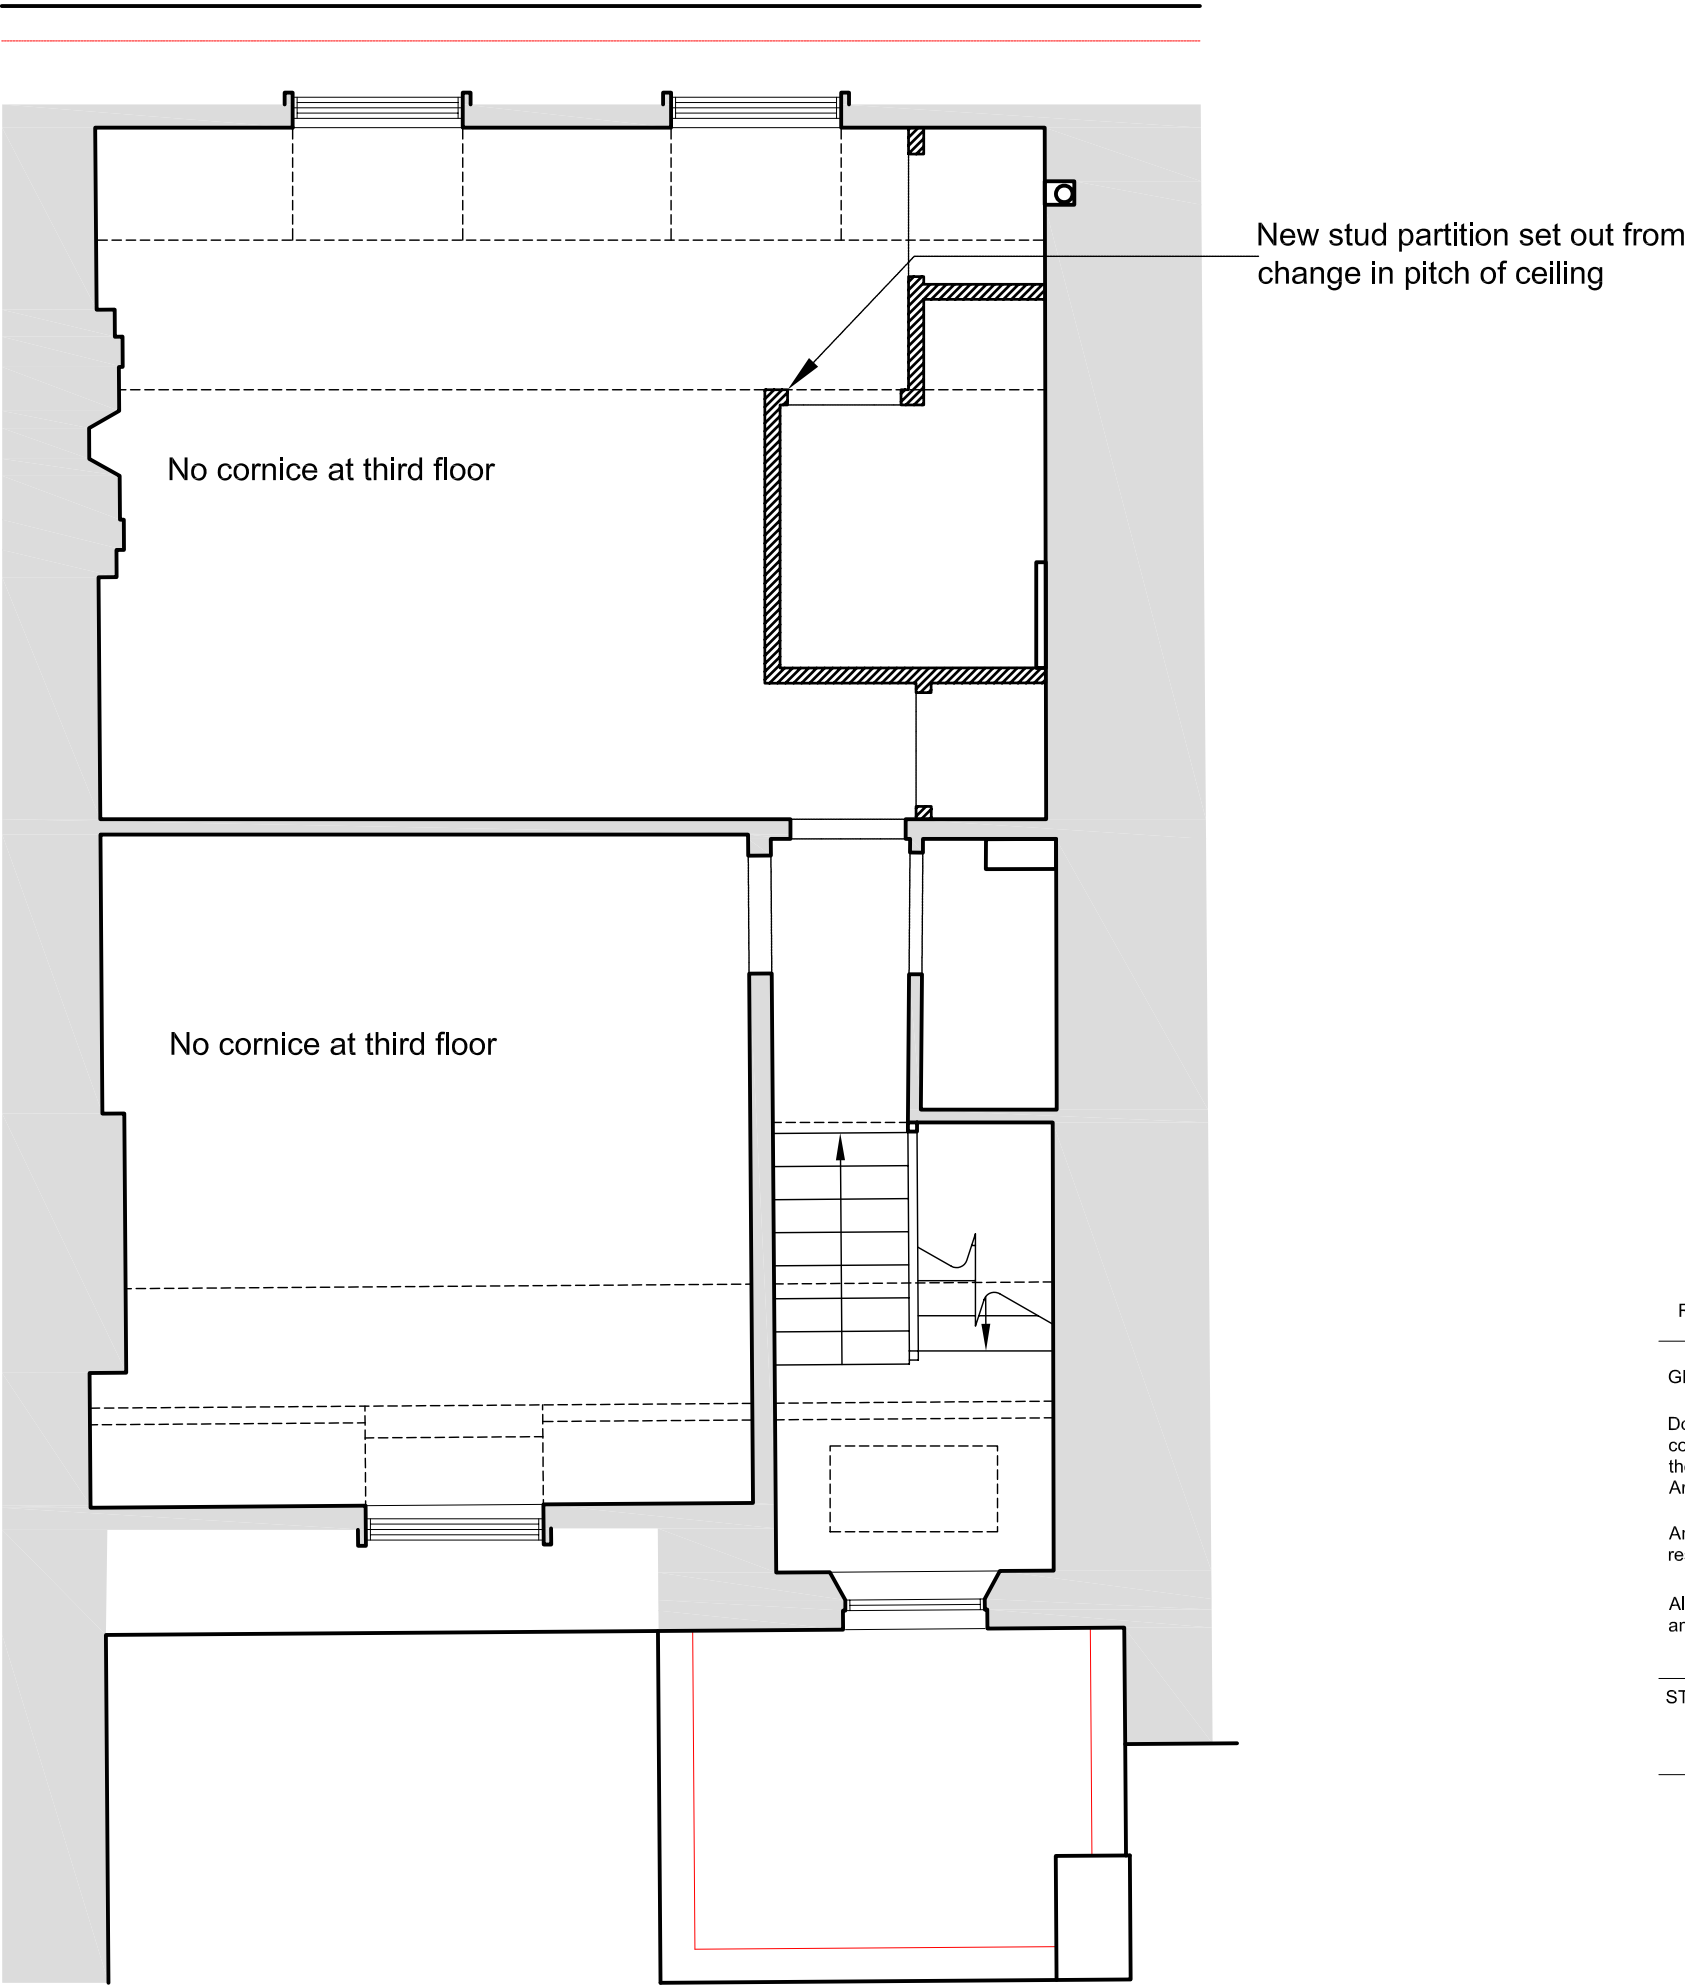 New stud partition set out from
change in pitch of ceiling
No cornice at third floor
No cornice at third floor